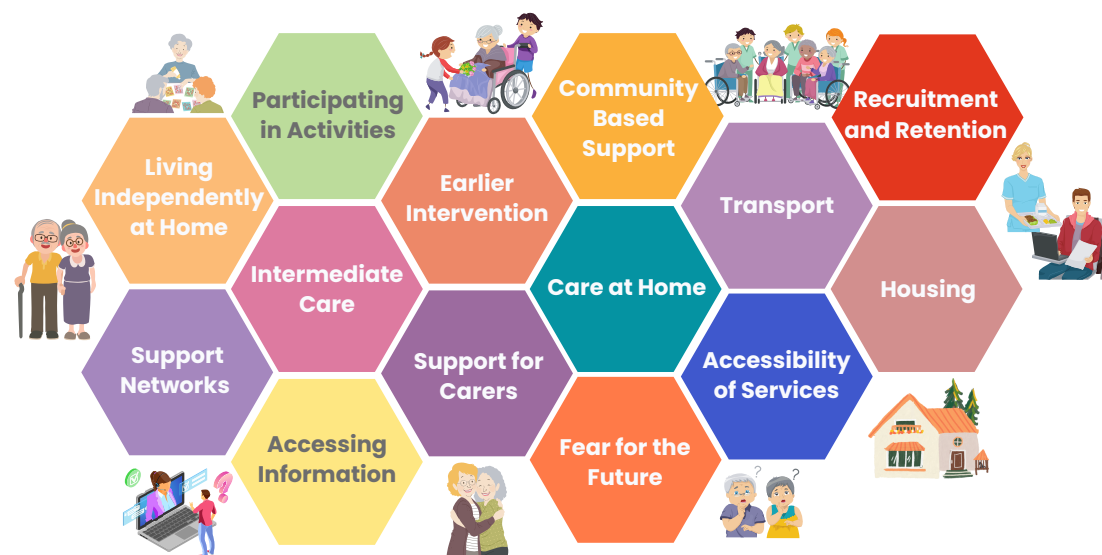 Participating
in Activities
Community
Based
Support
Recruitment
and Retention
Living
Independently
at Home
Earlier
Intervention
Transport
Intermediate
Care
Care at Home
Housing
Support
Networks
Support for
Carers
Accessibility
of Services
Accessing
Information
Fear for the
Future